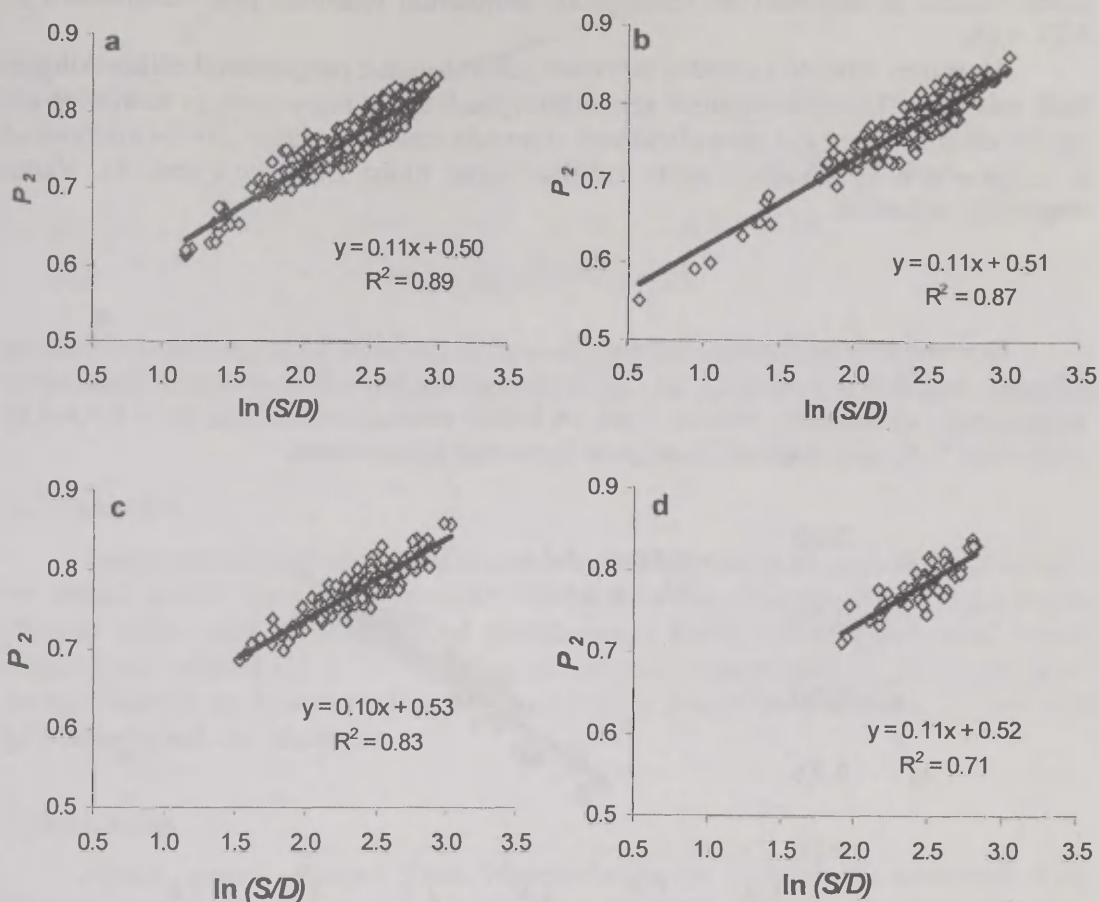 0.9
a
0.8
0.7
0.6
0.5
P2
y = 0.11x + 0.50
R2 = 0.89
0.5 1.0 1.5 2.0 2.5 3.0 3.5
ln (S/D)
0.9
b
0.8
0.7
0.6
0.5
P2
y = 0.11x + 0.51
R2 = 0.87
0.5 1.0 1.5 2.0 2.5 3.0 3.5
ln (S/D)
0.9
c
0.8
0.7
0.6
0.5
P2
y = 0.10x + 0.53
R2 = 0.83
0.5 1.0 1.5 2.0 2.5 3.0 3.5
ln (S/D)
0.9
d
0.8
0.7
0.6
0.5
P2
y = 0.11x + 0.52
R2 = 0.71
0.5 1.0 1.5 2.0 2.5 3.0 3.5
ln (S/D)